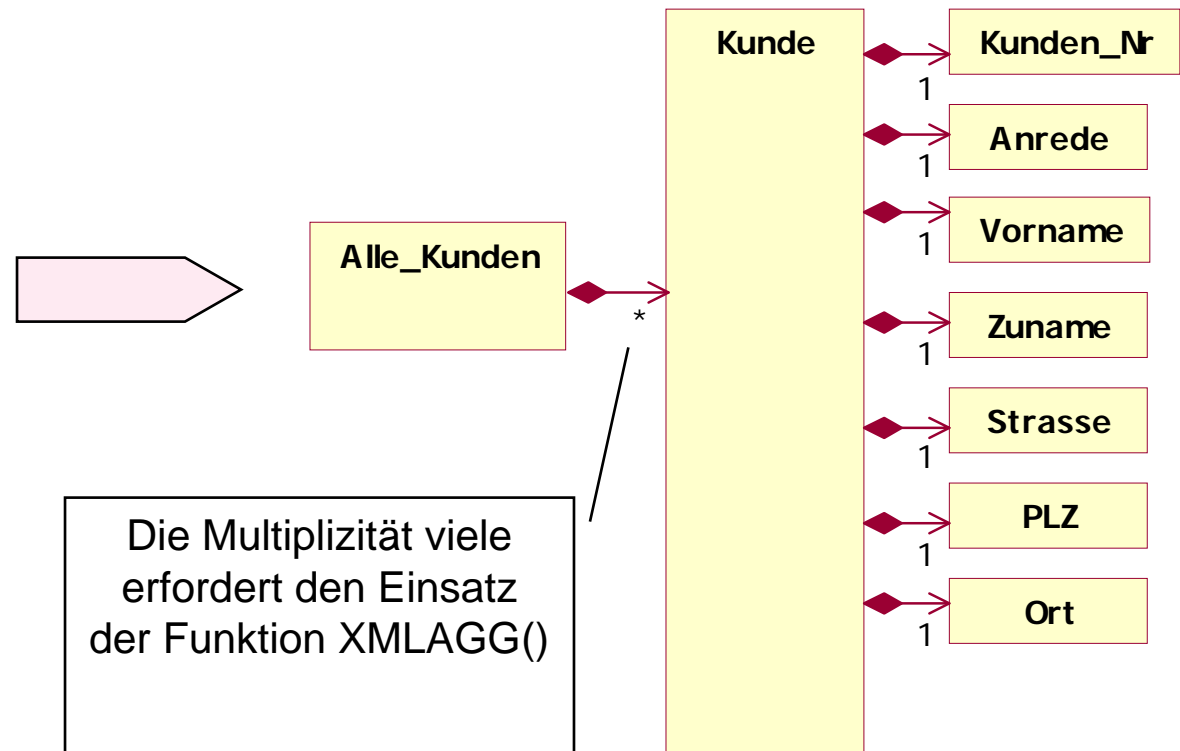 Kunde
Kunden_Nr
1
Anrede
1
Vorname
1
Alle_Kunden
*
Zuname
1
Strasse
1
PLZ
1
Ort
1
Die Multiplizität viele
erfordert den Einsatz
der Funktion XMLAGG()